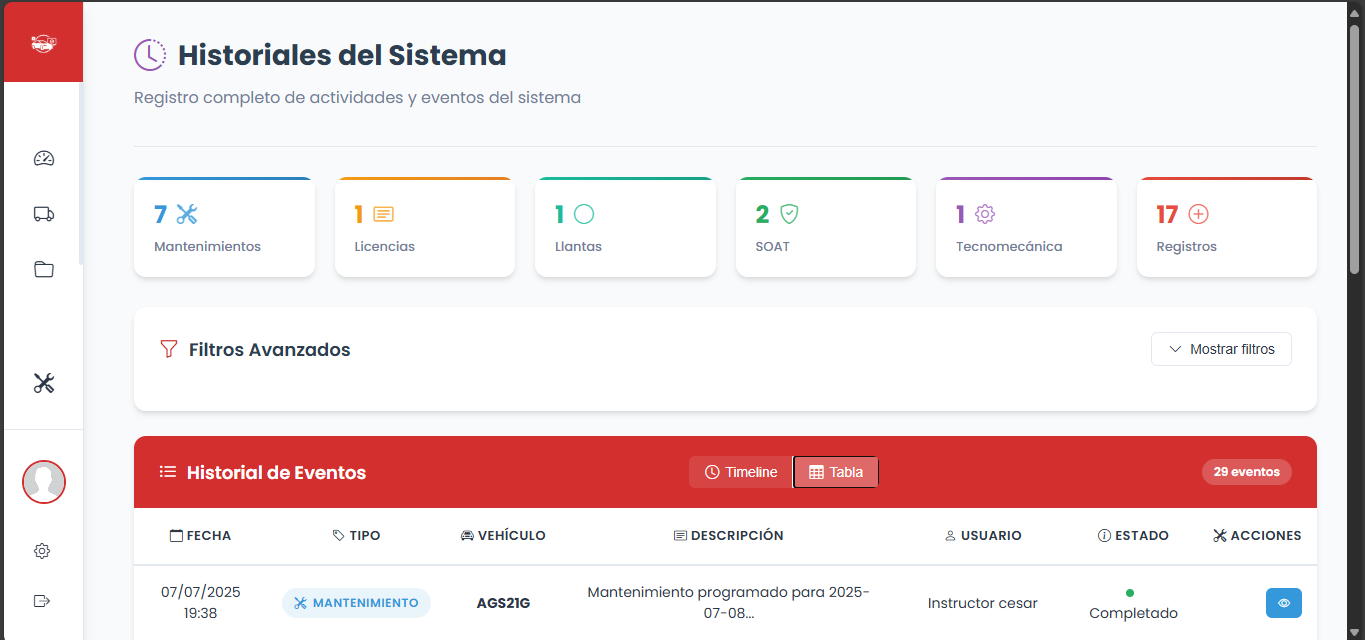 Historiales del Sistema
Registro completo de actividades y eventos del sistema
7
Mantenimientos
1
Licencias
1
Llantas
2
SOAT
1
Tecnomecánica
17
Registros
Filtros Avanzados
Mostrar filtros
Historial de Eventos
Timeline
Tabla
29 eventos
FECHA TIPO VEHÍCULO DESCRIPCIÓN USUARIO ESTADO ACCIONES
07/07/2025
19:38
MANTENIMIENTO
AGS21G
Mantenimiento programado para 2025-
07-08...
Instructor cesar
Completado